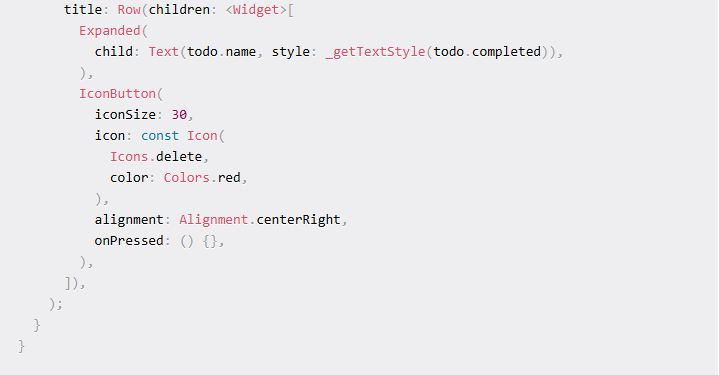 title: Row(children: <Widget>[
Expanded(
child: Text(todo.name, style: _getTextStyle(todo.completed)),
),
IconButton(
iconSize: 30,
icon: const Icon(
Icons.delete,
color: Colors.red,
),
alignment: Alignment.centerRight,
onPressed: () {},
),
]),
);
}
}